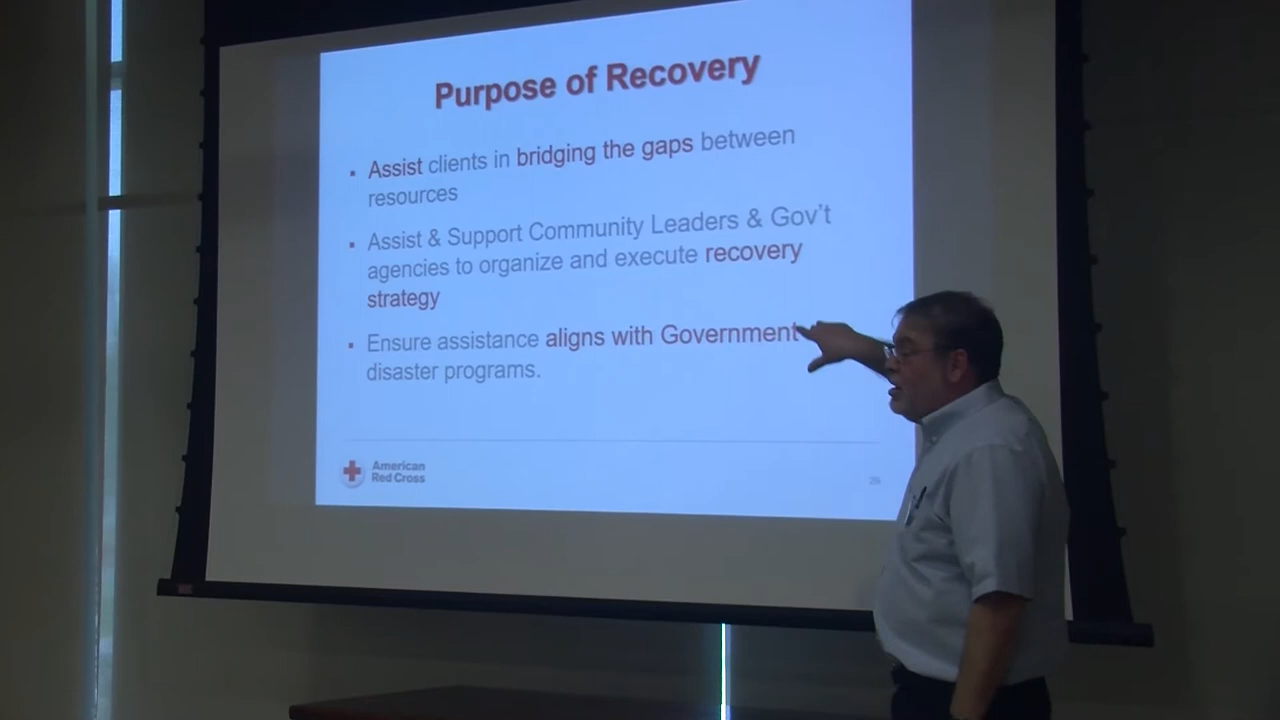 Purpose of Recovery
▪ Assist clients in bridging the gaps between
resources
▪ Assist & Support Community Leaders & Gov't
agencies to organize and execute recovery
strategy
▪ Ensure assistance aligns with Government
disaster programs.
American
Red Cross